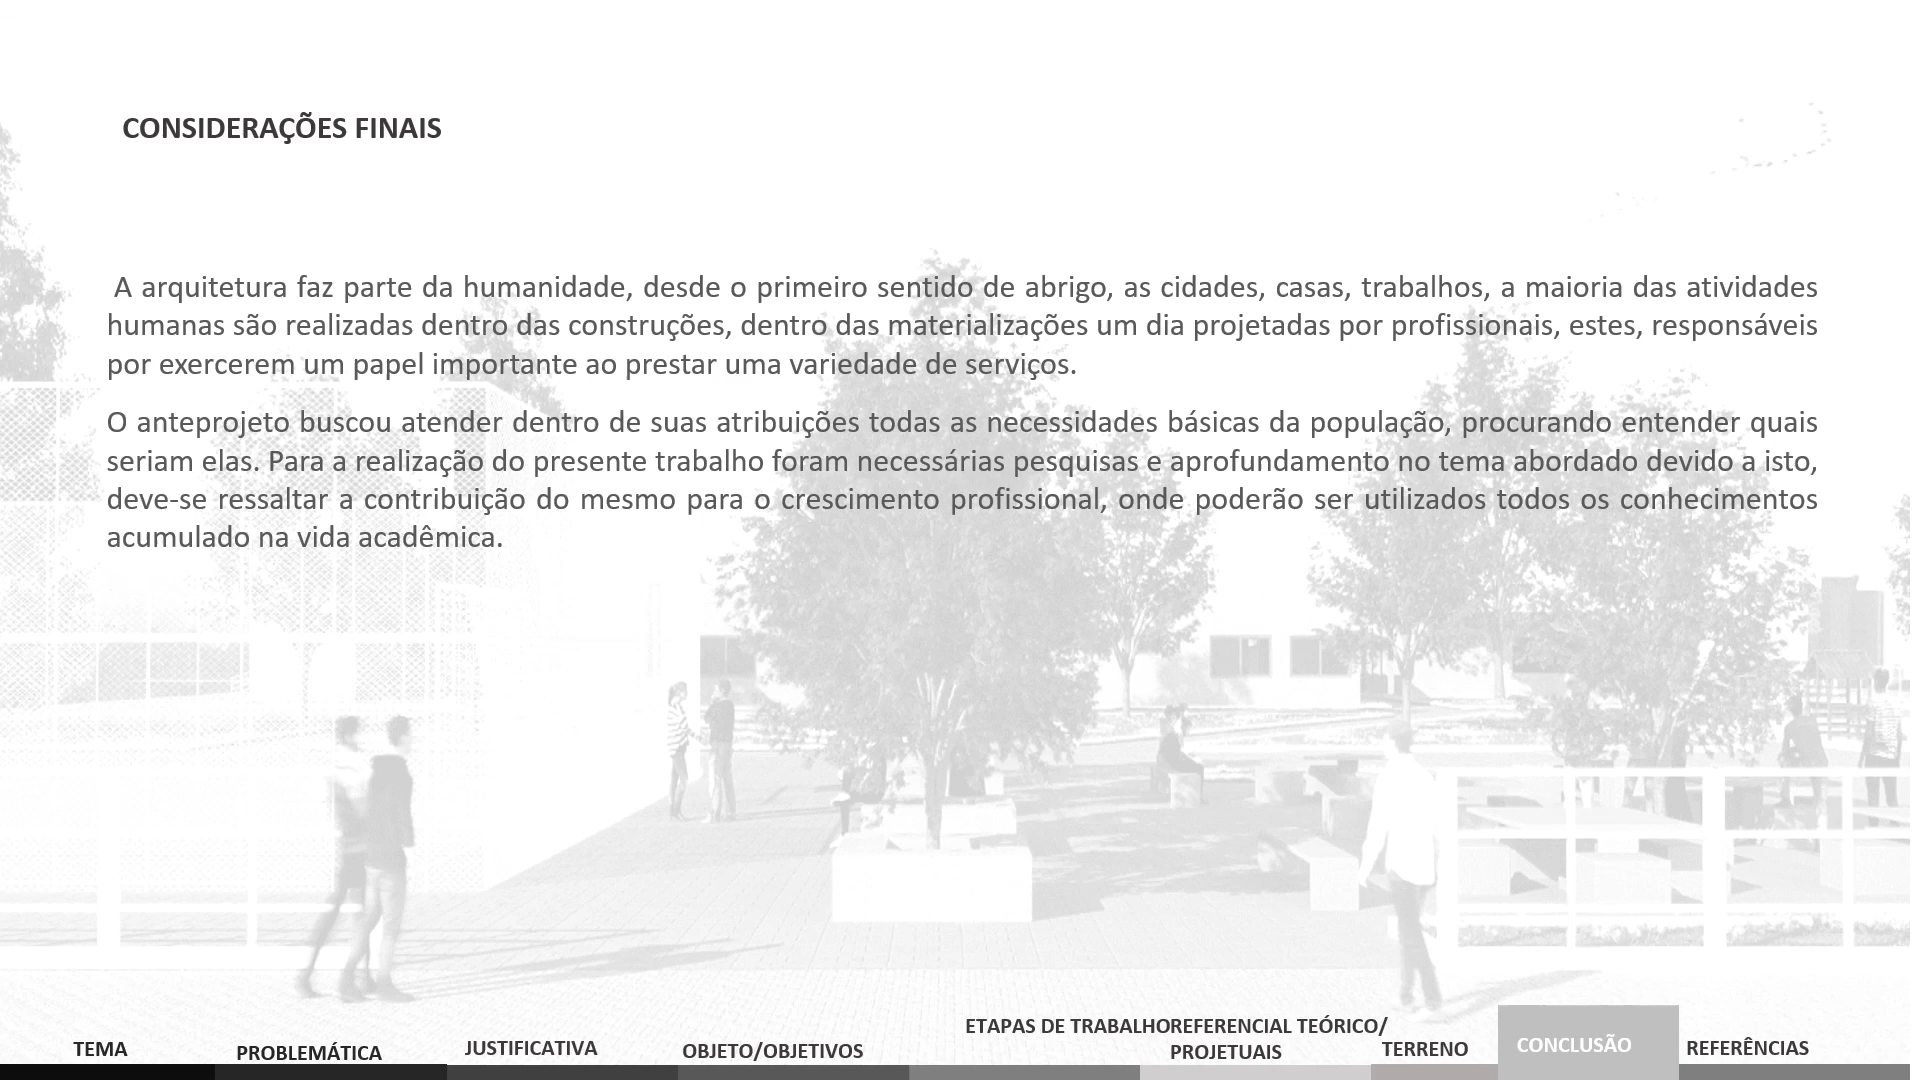 CONSIDERAÇÕES FINAIS
A arquitetura faz parte da humanidade, desde o primeiro sentido de abrigo, as cidades, casas, trabalhos, a maioria das atividades
humanas são realizadas dentro das construções, dentro das materializações um dia projetadas por profissionais, estes, responsáveis
por exercerem um papel importante ao prestar uma variedade de serviços.
O anteprojeto buscou atender dentro de suas atribuições todas as necessidades básicas da população, procurando entender quais
seriam elas. Para a realização do presente trabalho foram necessárias pesquisas e aprofundamento no tema abordado devido a isto,
deve-se ressaltar a contribuição do mesmo para o crescimento profissional, onde poderão ser utilizados todos os conhecimentos
acumulado na vida acadêmica.
TEMA
PROBLEMÁTICA
JUSTIFICATIVA
OBJETO/OBJETIVOS
ETAPAS DE TRABALHO
REFERENCIAL TEÓRICO/
PROJETUAIS
TERRENO
CONCLUSÃO
REFERÊNCIAS